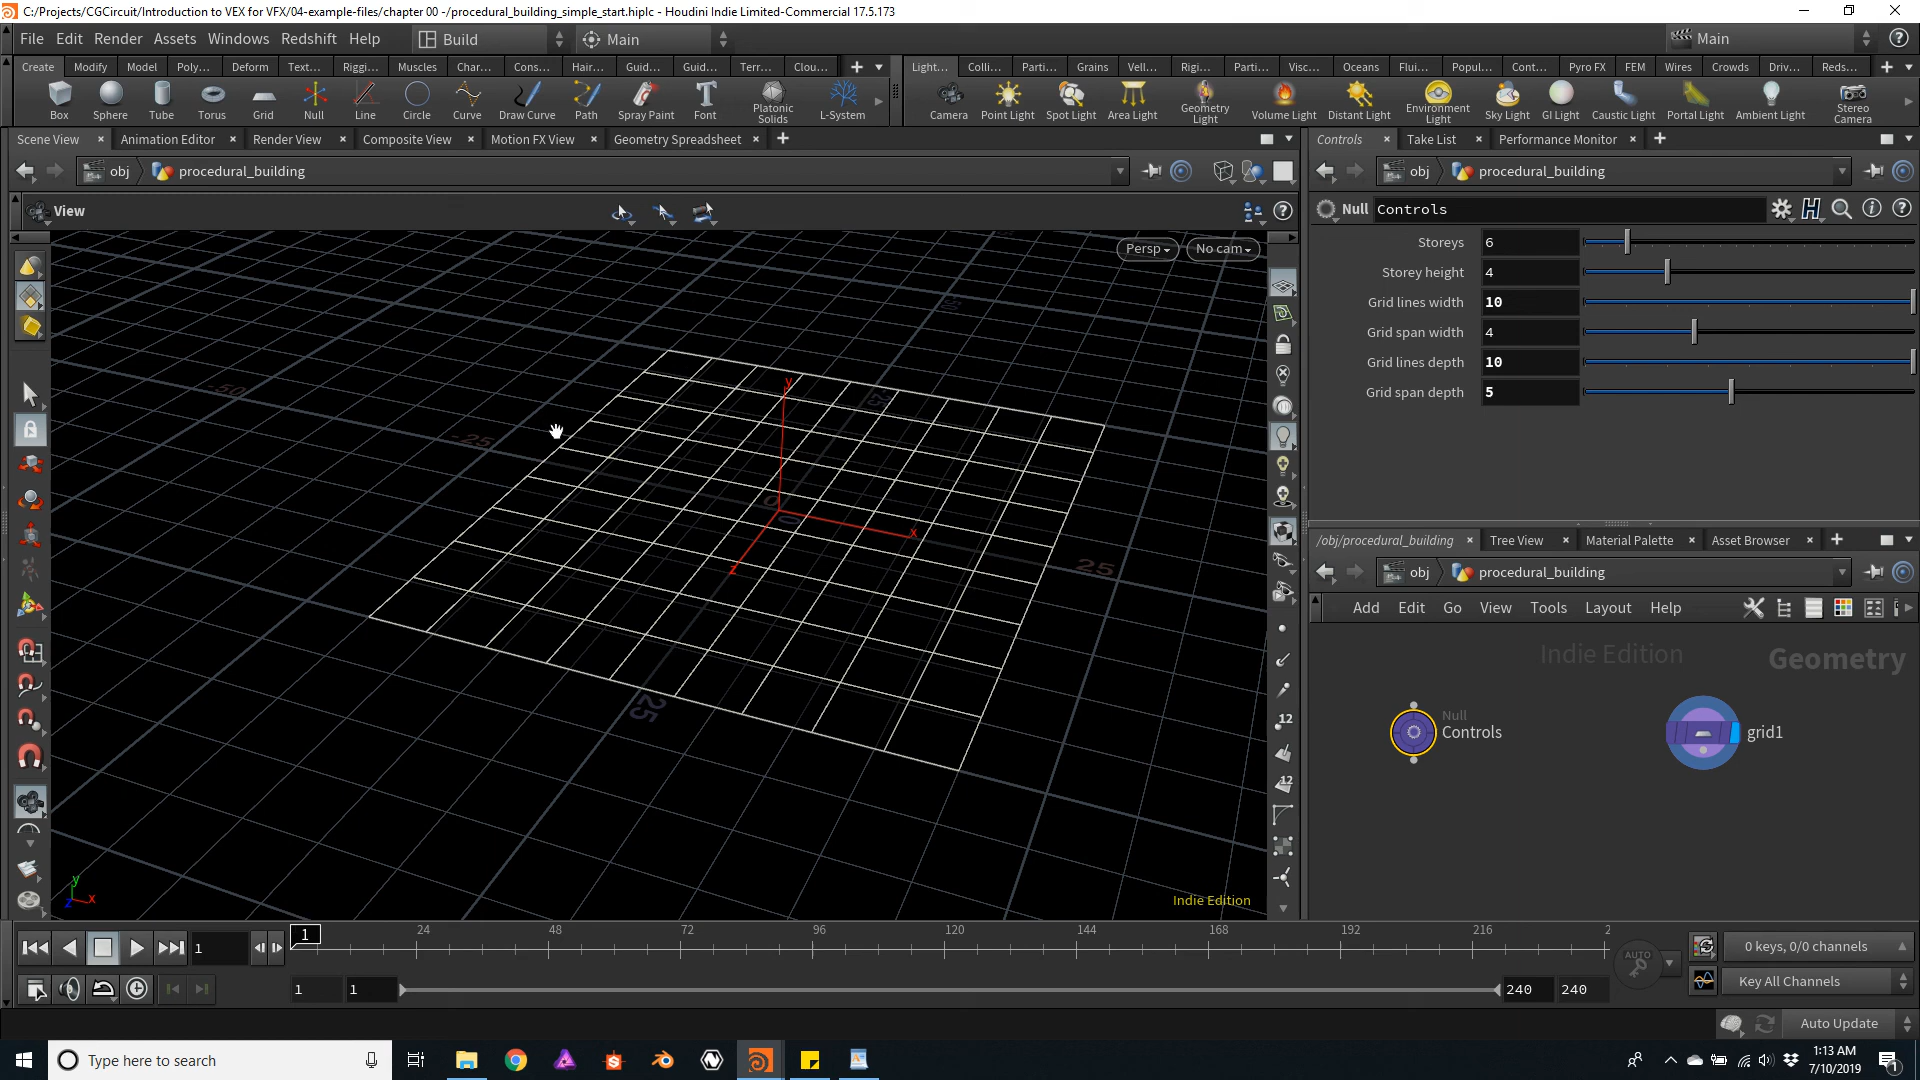 C:/Projects/CGCircuit/Introduction to VEX for VFX/04-example-files/chapter 00 -/procedural_building_simple_start.hiplc - Houdini Indie Limited-Commercial 17.5.173
File Edit Render Assets Windows Redshift Help Build Main Main
Create Modify Model Poly... Deform Text... Riggi... Muscles Char... Cons... Hair... Guid... Guid... Terr... Clou... Light... Colli... Parti... Grains Vell... Rigi... Parti... Visc... Oceans Flui... Popul... Cont... Pyro FX FEM Wires Crowds Driv... Reds...
Box Sphere Tube Torus Grid Null Line Circle Curve Draw Curve Path Spray Paint Font Platonic Solids L-System Camera Point Light Spot Light Area Light Geometry Light Volume Light Distant Light Environment Light Sky Light GI Light Caustic Light Portal Light Ambient Light Stereo Camera
Scene View Animation Editor Render View Composite View Motion FX View Geometry Spreadsheet Controls Take List Performance Monitor
obj procedural_building obj procedural_building
View
Null Controls
Persp No cam
Storeys 6
Storey height 4
Grid lines width 10
Grid span width 4
Grid lines depth 10
Grid span depth 5
-50
-25
25
25
25
0
0
y
x
z
/obj/procedural_building Tree View Material Palette Asset Browser
obj procedural_building
Add Edit Go View Tools Layout Help
Indie Edition Geometry
Null
Controls
grid1
12
12
y
z x
Indie Edition
1 1 24 48 72 96 120 144 168 192 216 2
AUTO
0 keys, 0/0 channels
1 1 240 240
Key All Channels
Auto Update
Type here to search
1:13 AM
7/10/2019
1